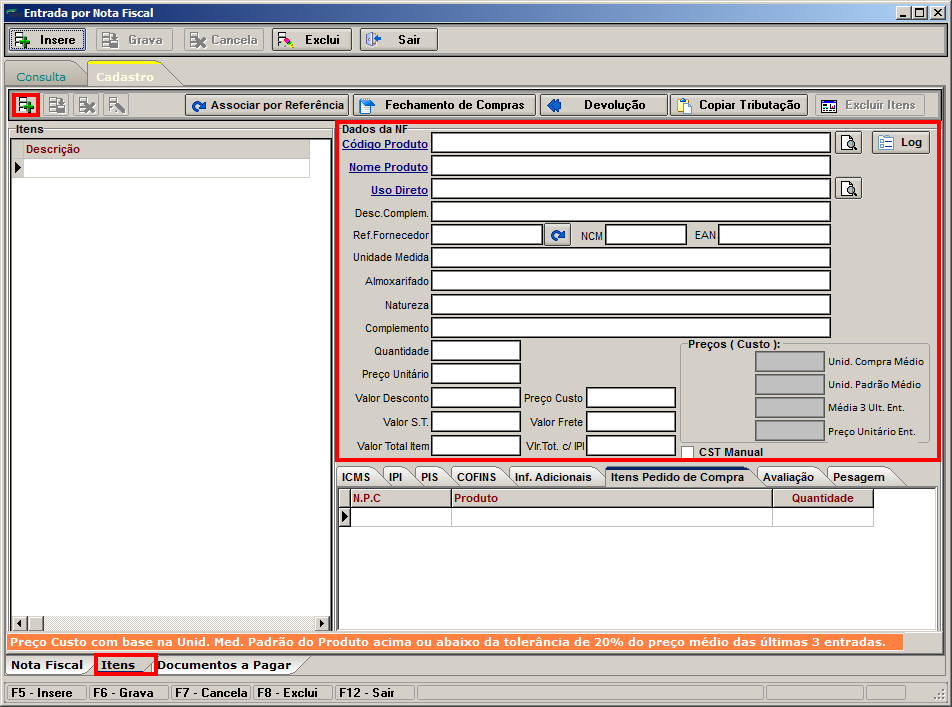 Entrada por Nota Fiscal
Insere Grava Cancela Exclui Sair
Consulta Cadastro
Associar por Referência Fechamento de Compras Devolução Copiar Tributação Excluir Itens
Itens
Descrição
Dados da NF
Código Produto Log
Nome Produto
Uso Direto
Desc.Complem.
Ref.Fornecedor NCM EAN
Unidade Medida
Almoxarifado
Natureza
Complemento
Quantidade
Preço Unitário
Valor Desconto Preço Custo
Valor S.T. Valor Frete
Valor Total Item Vlr.Tot. c/ IPI
Preços ( Custo ):
Unid. Compra Médio
Unid. Padrão Médio
Média 3 Ult. Ent.
Preço Unitário Ent.
CST Manual
ICMS IPI PIS COFINS Inf. Adicionais Itens Pedido de Compra Avaliação Pesagem
N.P.C Produto Quantidade
Preço Custo com base na Unid. Med. Padrão do Produto acima ou abaixo da tolerância de 20% do preço médio das últimas 3 entradas.
Nota Fiscal Itens Documentos a Pagar
F5 - Insere F6 - Grava F7 - Cancela F8 - Exclui F12 - Sair